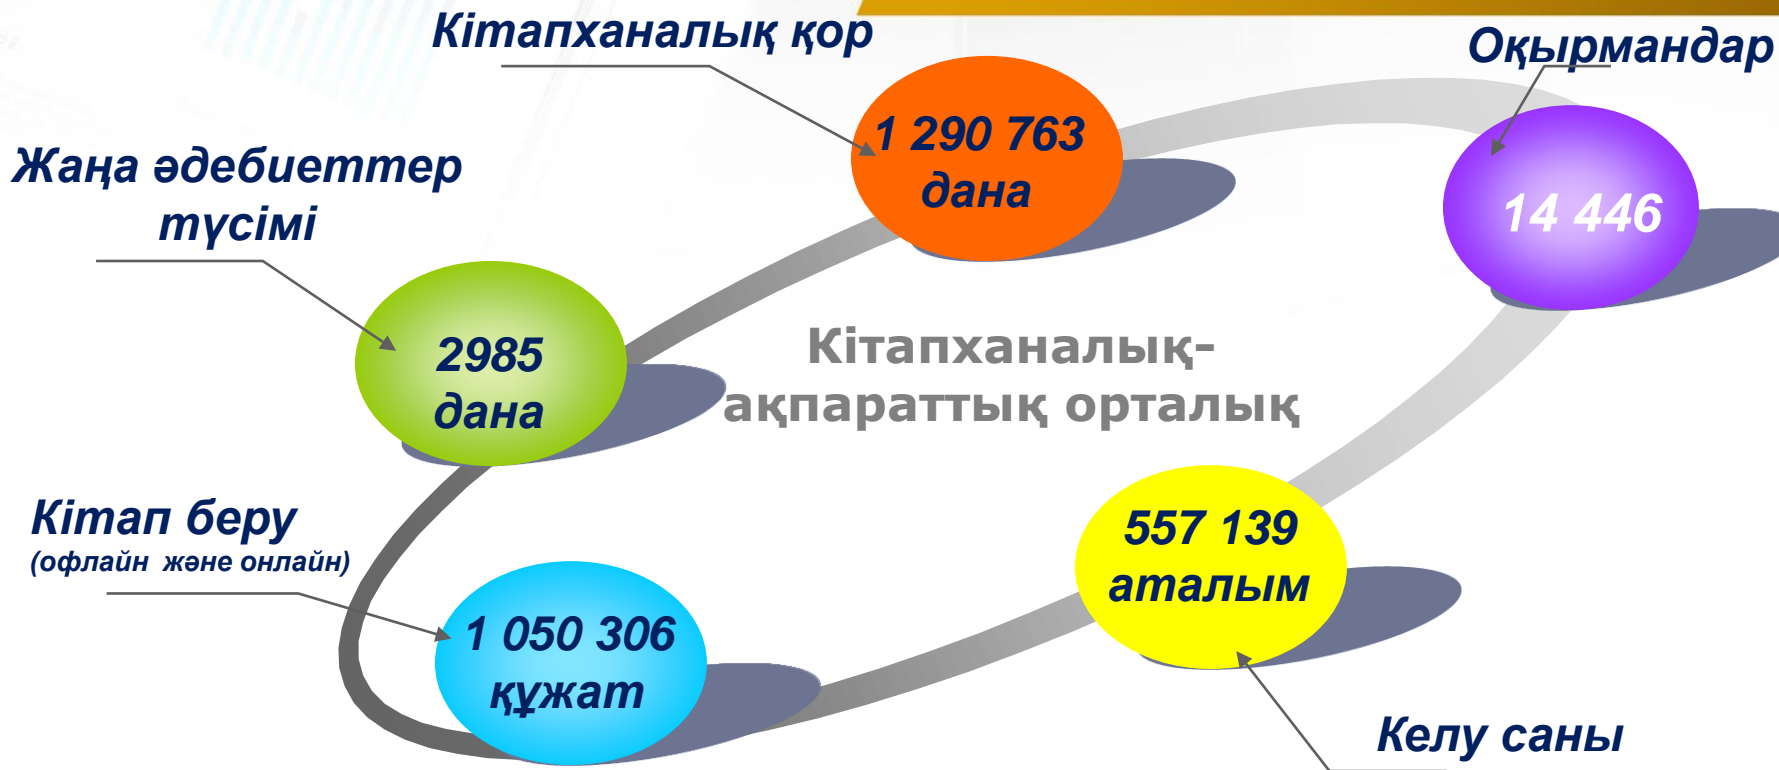 Кітапханалық қор
Оқырмандар
1 290 763
дана
Жаңа әдебиеттер
түсімі
14 446
2985
дана
Кітапханалық-
ақпараттық орталық
Кітап беру
(офлайн және онлайн)
557 139
аталым
1 050 306
құжат
Келу саны